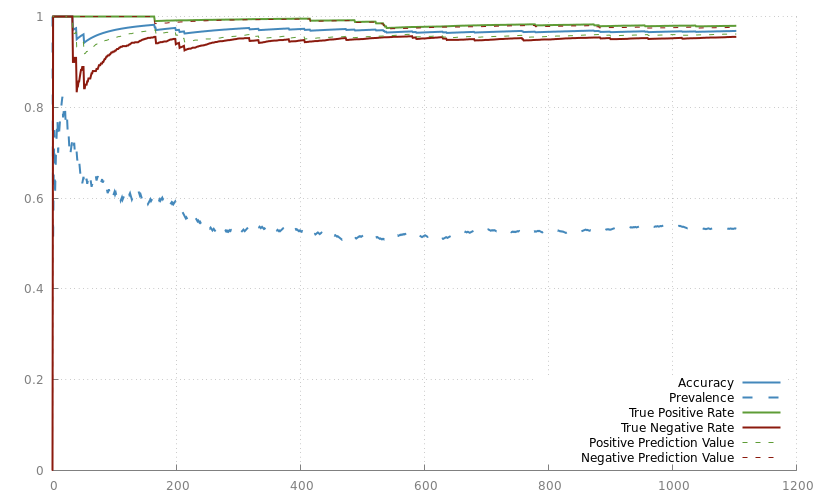 1
0.8
0.6
0.4
0.2
0
0 200 400 600 800 1000 1200
Accuracy
Prevalence
True Positive Rate
True Negative Rate
Positive Prediction Value
Negative Prediction Value